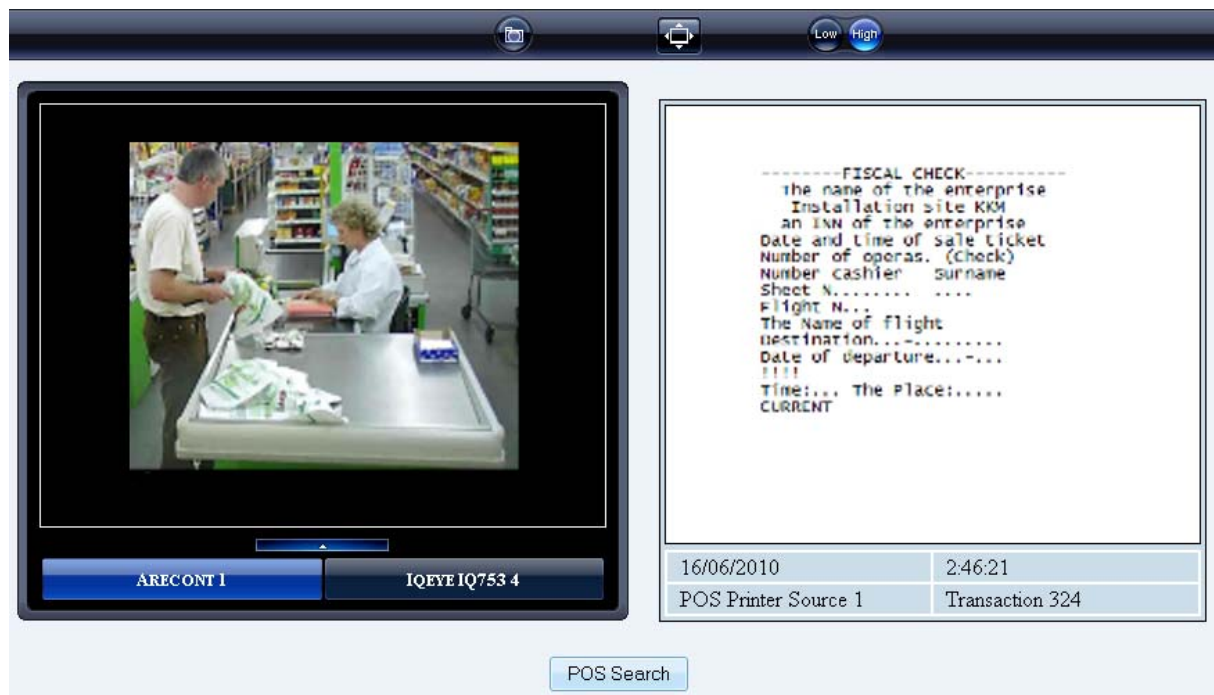 Low High
--------FISCAL CHECK----------
The name of the enterprise
Installation site KKM
an INN of the enterprise
Date and time of sale ticket
Number of operas. (Check)
Number cashier Surname
Sheet N........ ....
Flight N...
The Name of flight
Destination...-.........
Date of departure...-...
!!!!
Time:... The Place:.....
CURRENT
ARECONT 1 IQEYE IQ753 4
16/06/2010 2:46:21
POS Printer Source 1 Transaction 324
POS Search